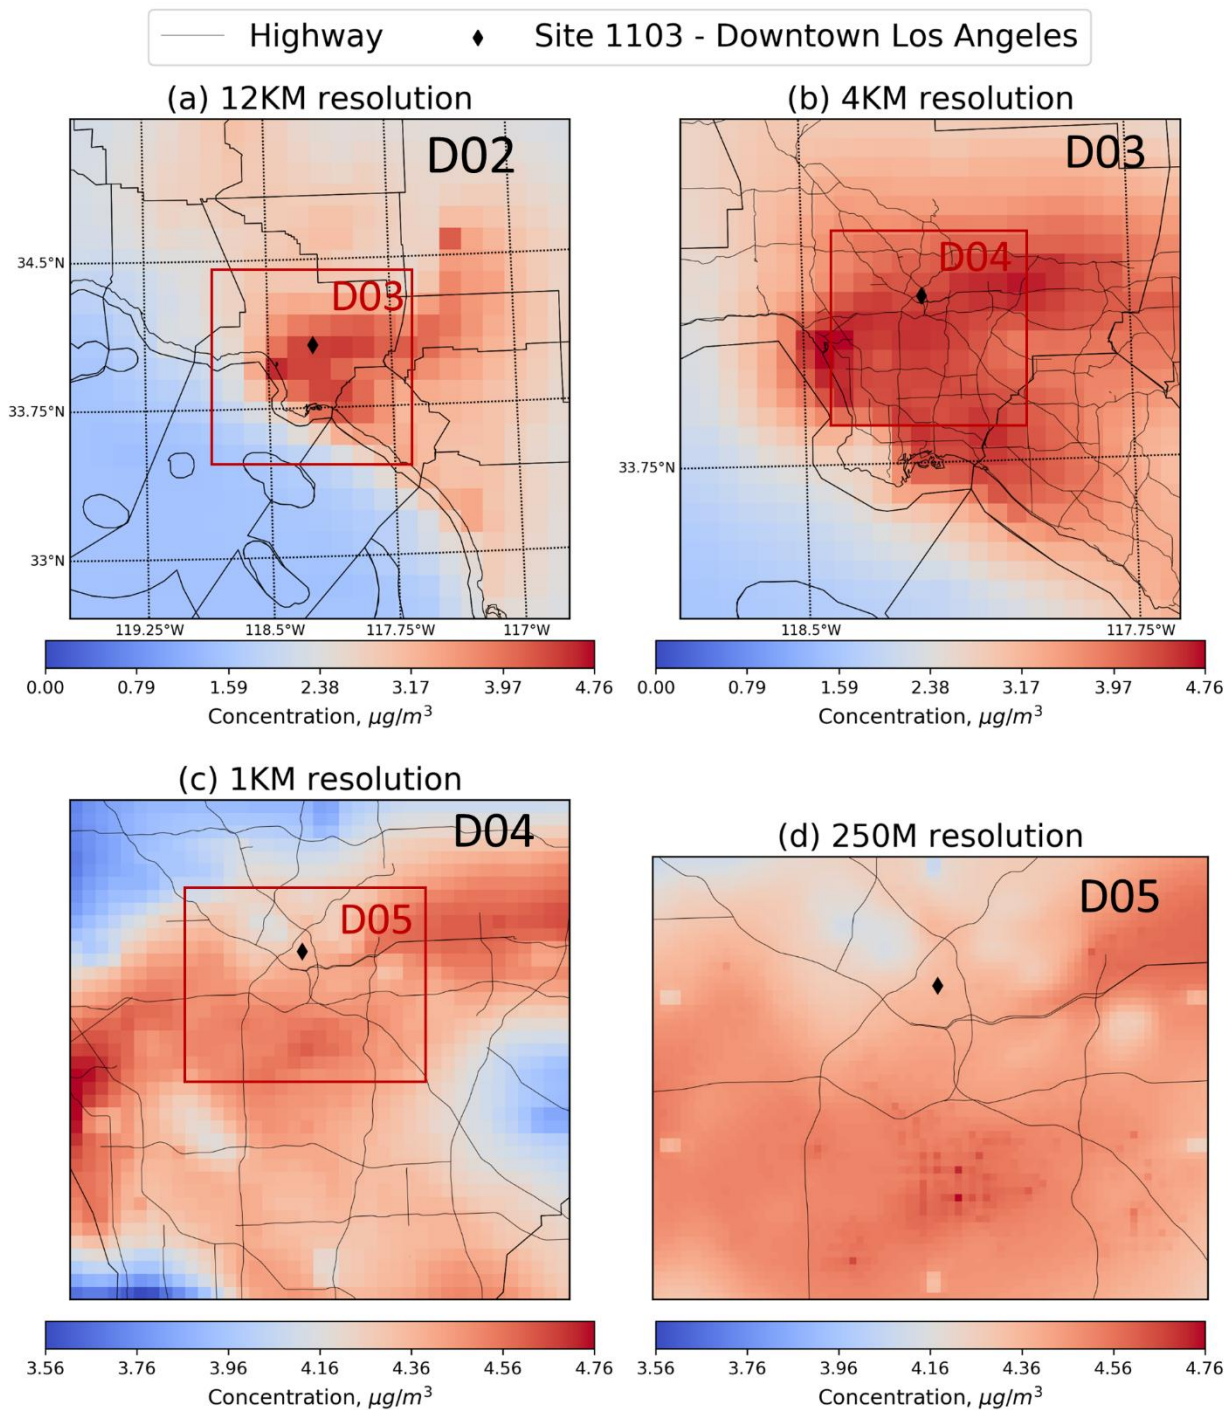 Highway Site 1103 - Downtown Los Angeles
(a) 12KM resolution
D02
34.5°N
D03
33.75°N
33°N
119.25°W 118.5°W 117.75°W 117°W
0.00 0.79 1.59 2.38 3.17 3.97 4.76
Concentration, μg/m³
(b) 4KM resolution
D03
D04
33.75°N
118.5°W 117.75°W
0.00 0.79 1.59 2.38 3.17 3.97 4.76
Concentration, μg/m³
(c) 1KM resolution
D04
D05
3.56 3.76 3.96 4.16 4.36 4.56 4.76
Concentration, μg/m³
(d) 250M resolution
D05
3.56 3.76 3.96 4.16 4.36 4.56 4.76
Concentration, μg/m³